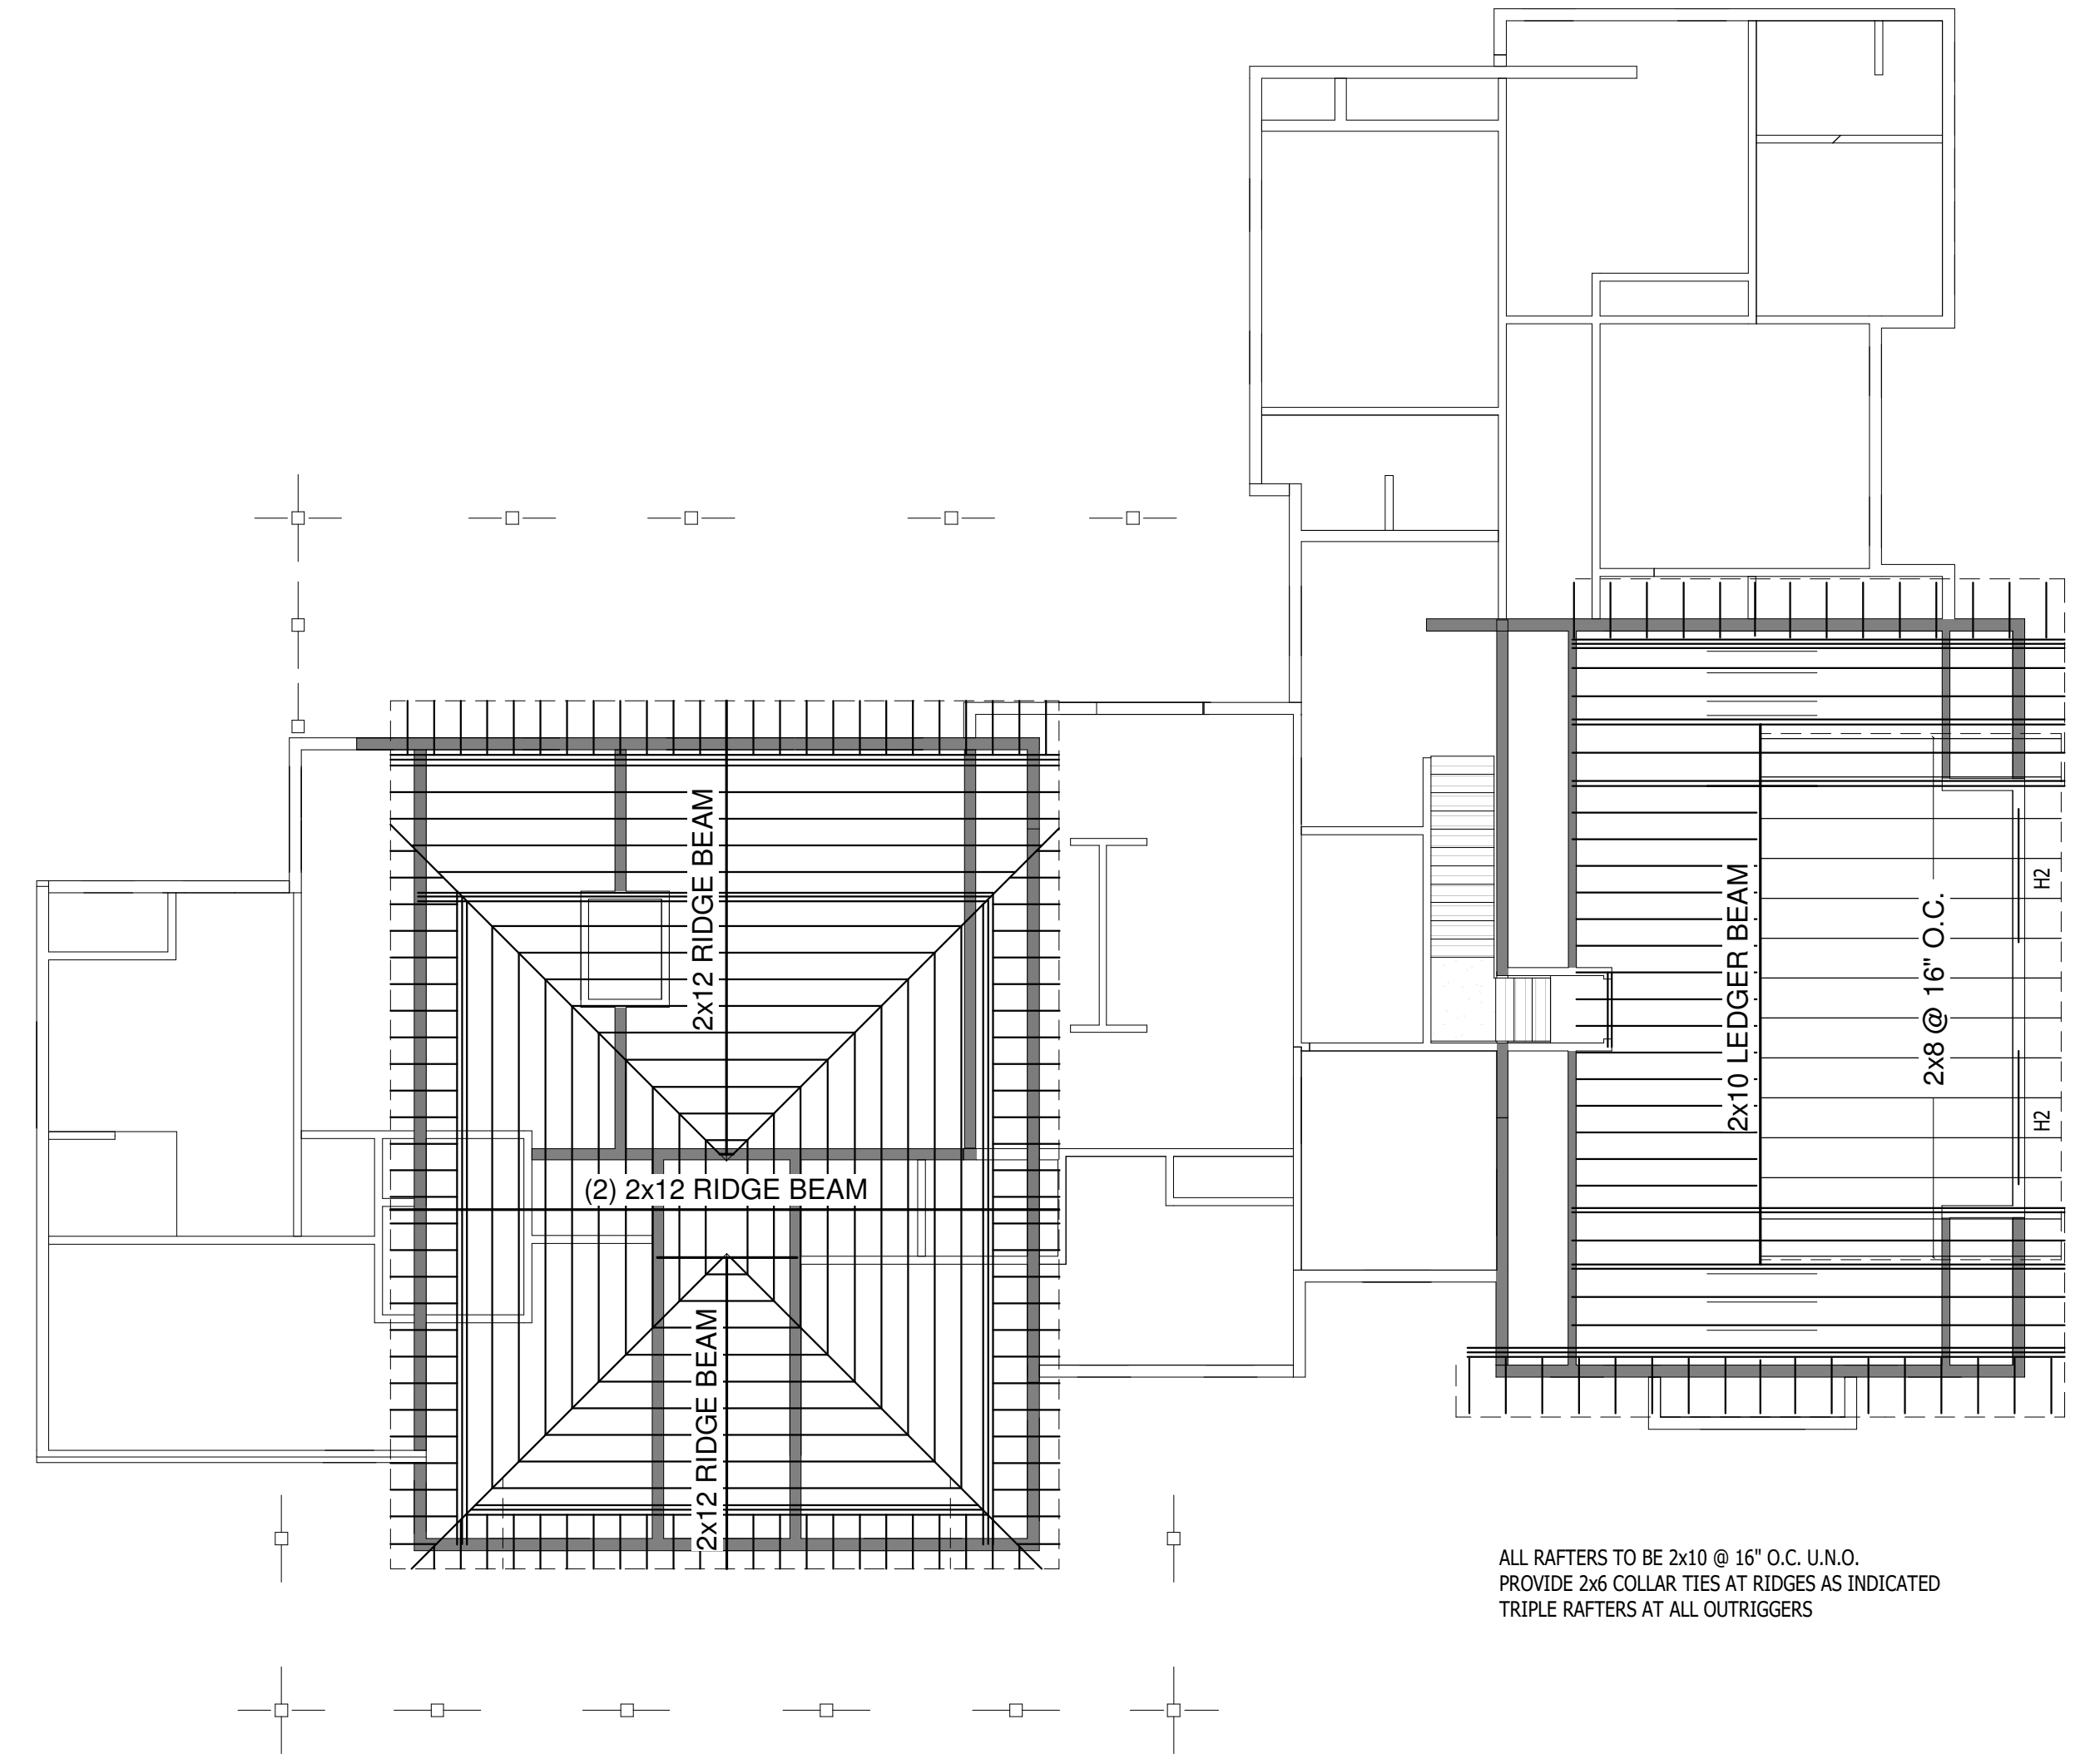 2x12 RIDGE BEAM
(2) 2x12 RIDGE BEAM
2x12 RIDGE BEAM
2x10 LEDGER BEAM
2x8 @ 16" O.C.
H2
H2
ALL RAFTERS TO BE 2x10 @ 16" O.C. U.N.O.
PROVIDE 2x6 COLLAR TIES AT RIDGES AS INDICATED
TRIPLE RAFTERS AT ALL OUTRIGGERS